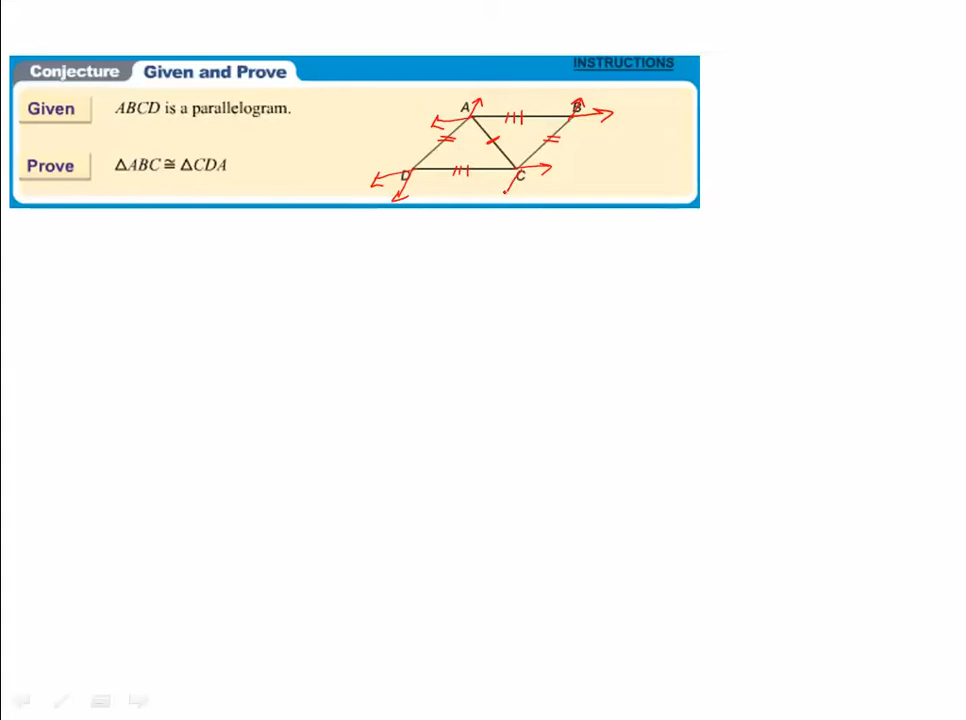 Conjecture Given and Prove INSTRUCTIONS
Given ABCD is a parallelogram.
Prove △ABC ≅ △CDA
A B
D C